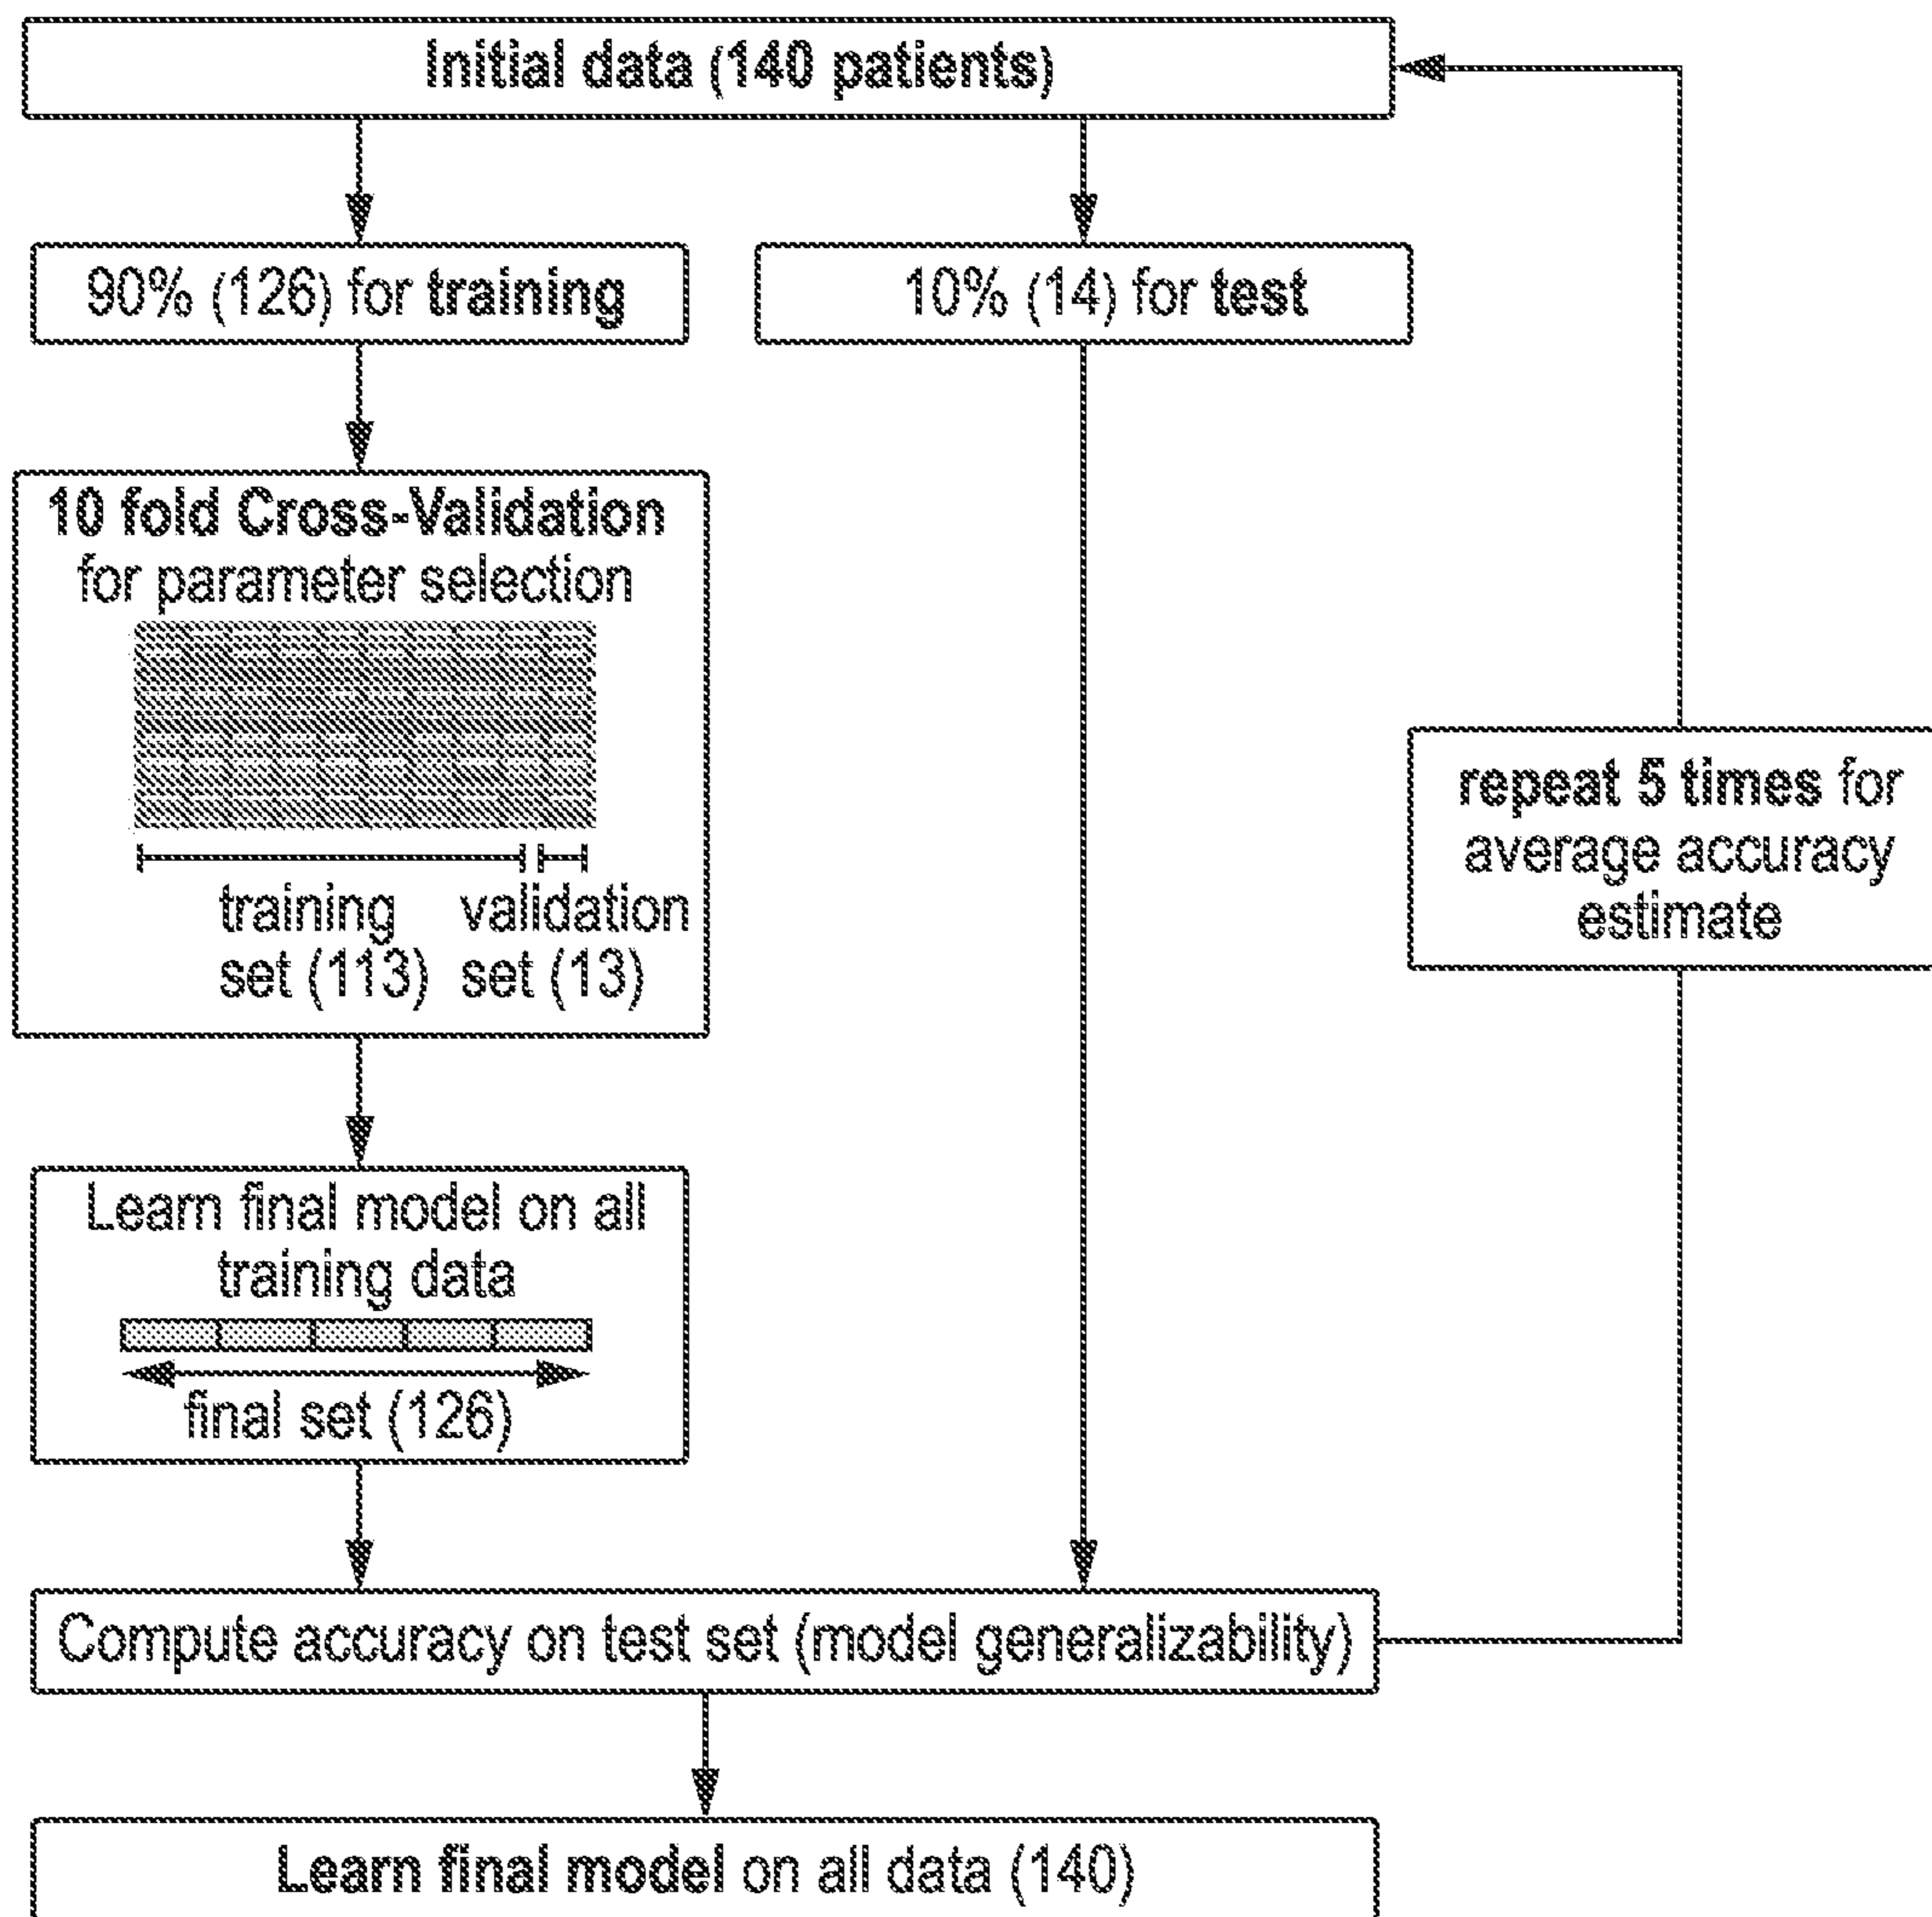 Initial data (140 patients)
90% (126) for training
10% (14) for test
10 fold Cross-Validation
for parameter selection
training
set (113)
validation
set (13)
repeat 5 times for
average accuracy
estimate
Learn final model on all
training data
final set (126)
Compute accuracy on test set (model generalizability)
Learn final model on all data (140)